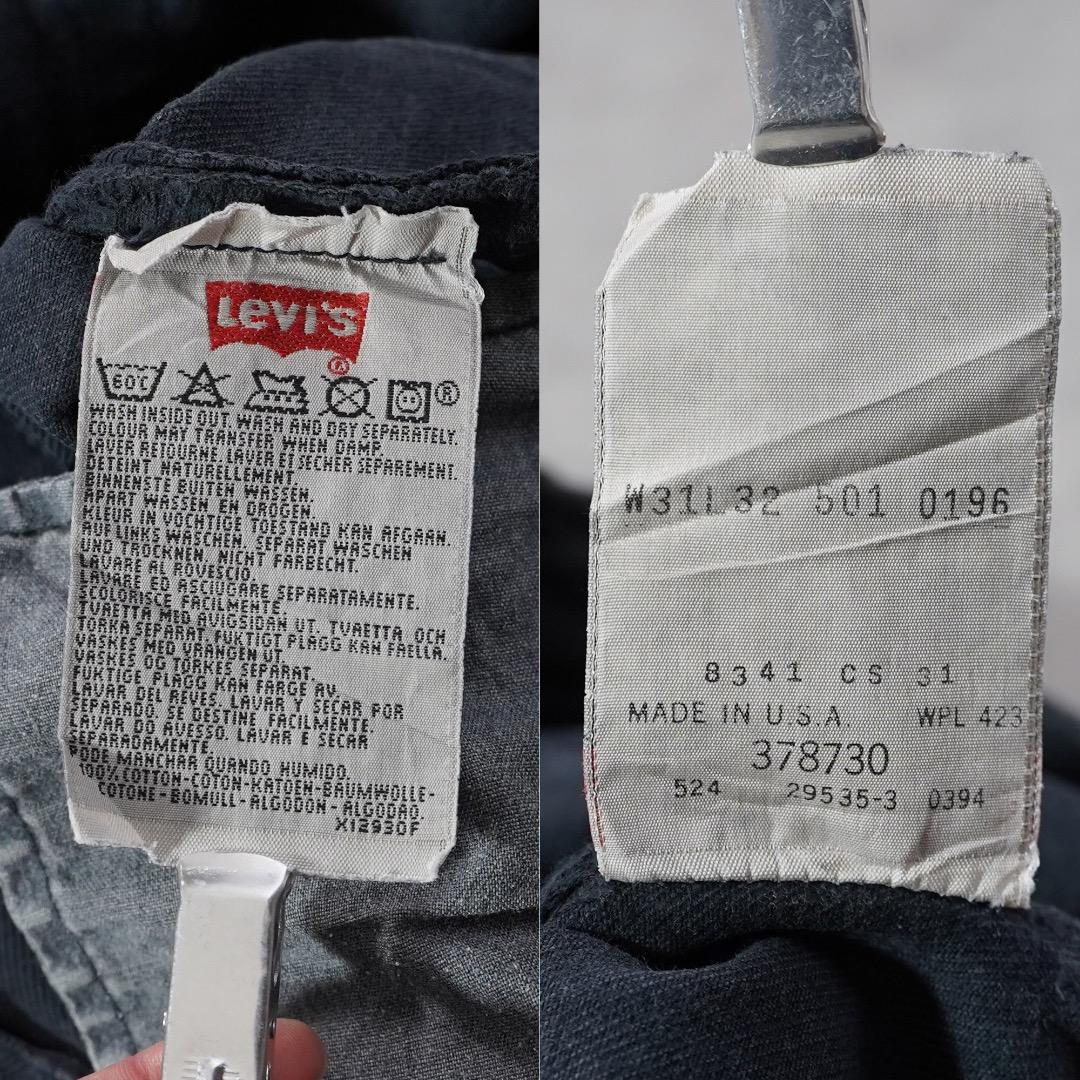 Levi's
®
60°C
®
WASH INSIDE OUT. WASH AND DRY SEPARATELY.
COLOUR MAY TRANSFER WHEN DAMP.
LAVER RETOURNE. LAVER ET SECHER SEPAREMENT.
DETEINT NATURELLEMENT.
BINNENSTE BUITEN WASSEN.
APART WASSEN EN DROGEN.
KLEUR IN VOCHTIGE TOESTAND KAN AFGAAN.
AUF LINKS WASCHEN, SEPARAT WASCHEN
UND TROCKNEN. NICHT FARBECHT.
LAVARE AL ROVESCIO.
LAVARE ED ASCIUGARE SEPARATAMENTE.
SCOLORISCE FACILMENTE.
TVAETTA MED AVIGSIDAN UT. TVAETTA OCH
TORKA SEPARAT. FUKTIGT PLAGG KAN FAELLA.
VASKES MED VRANGEN UT
VASKES OG TORKES SEPARAT.
FUKTIGE PLAGG KAN FARGE AV.
LAVAR DEL REVES. LAVAR Y SECAR POR
SEPARADO. SE DESTINE FACILMENTE.
LAVAR DO AVESSO. LAVAR E SECAR
SEPARADAMENTE.
PODE MANCHAR QUANDO HUMIDO.
100% COTTON-COTON-KATOEN-BAUMWOLLE-
COTONE-BOMULL-ALGODON-ALGODAO.
X12930F
W31L32 501 0196
8341 CS 31
MADE IN U.S.A WPL 423
378730
524 29535-3 0394